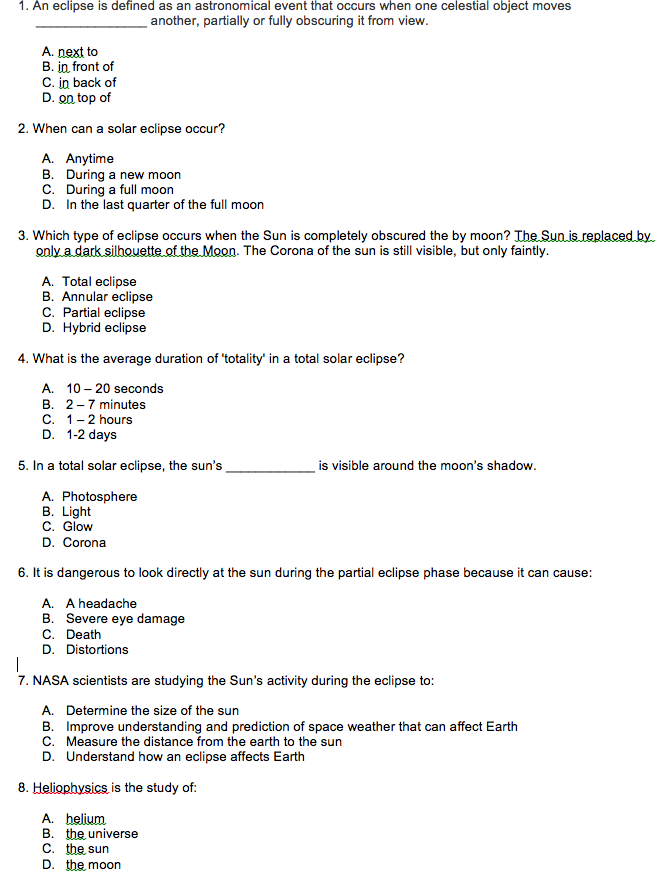 1. An eclipse is defined as an astronomical event that occurs when one celestial object moves
________________ another, partially or fully obscuring it from view.
A. next to
B. in front of
C. in back of
D. on top of
2. When can a solar eclipse occur?
A. Anytime
B. During a new moon
C. During a full moon
D. In the last quarter of the full moon
3. Which type of eclipse occurs when the Sun is completely obscured the by moon? The Sun is replaced by
only a dark silhouette of the Moon. The Corona of the sun is still visible, but only faintly.
A. Total eclipse
B. Annular eclipse
C. Partial eclipse
D. Hybrid eclipse
4. What is the average duration of 'totality' in a total solar eclipse?
A. 10 – 20 seconds
B. 2 – 7 minutes
C. 1 – 2 hours
D. 1-2 days
5. In a total solar eclipse, the sun's _____________ is visible around the moon's shadow.
A. Photosphere
B. Light
C. Glow
D. Corona
6. It is dangerous to look directly at the sun during the partial eclipse phase because it can cause:
A. A headache
B. Severe eye damage
C. Death
D. Distortions
7. NASA scientists are studying the Sun's activity during the eclipse to:
A. Determine the size of the sun
B. Improve understanding and prediction of space weather that can affect Earth
C. Measure the distance from the earth to the sun
D. Understand how an eclipse affects Earth
8. Heliophysics is the study of:
A. helium
B. the universe
C. the sun
D. the moon